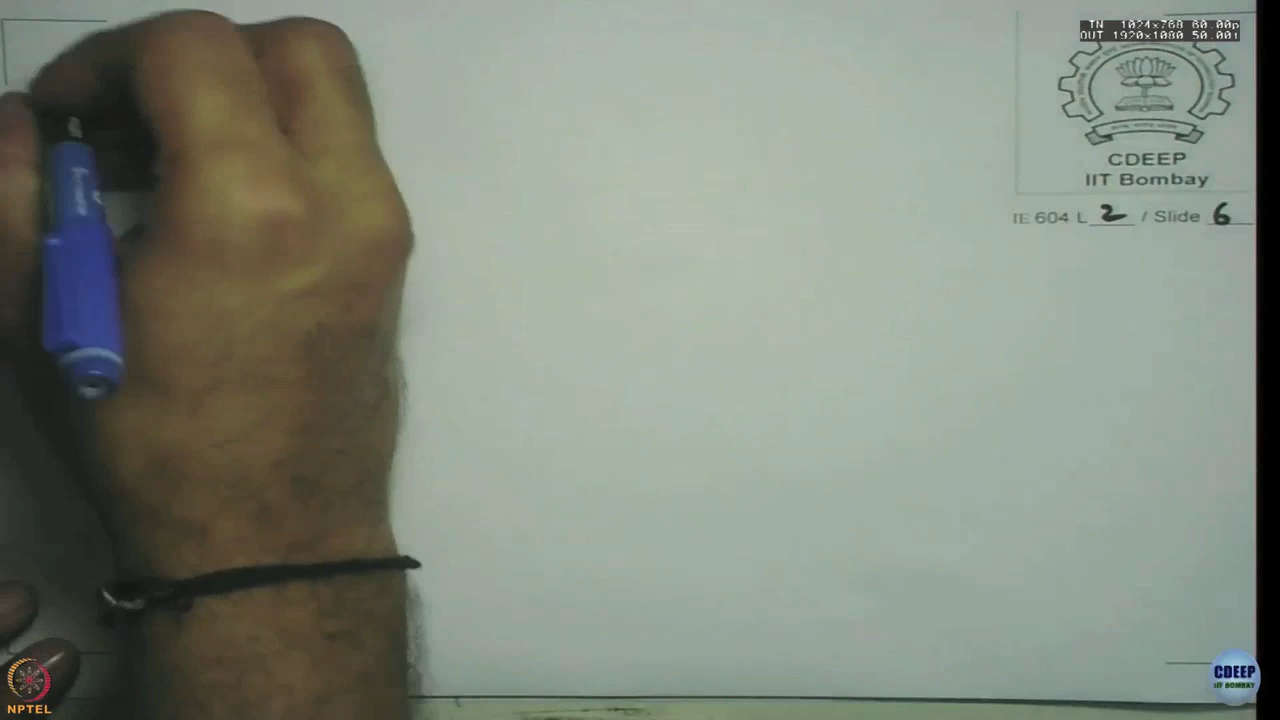 TN 1024x768 60.00p
OUT 1920x1080 50.00i
CDEEP
IIT Bombay
IE 604 L 2 / Slide 6
CDEEP
IIT BOMBAY
NPTEL